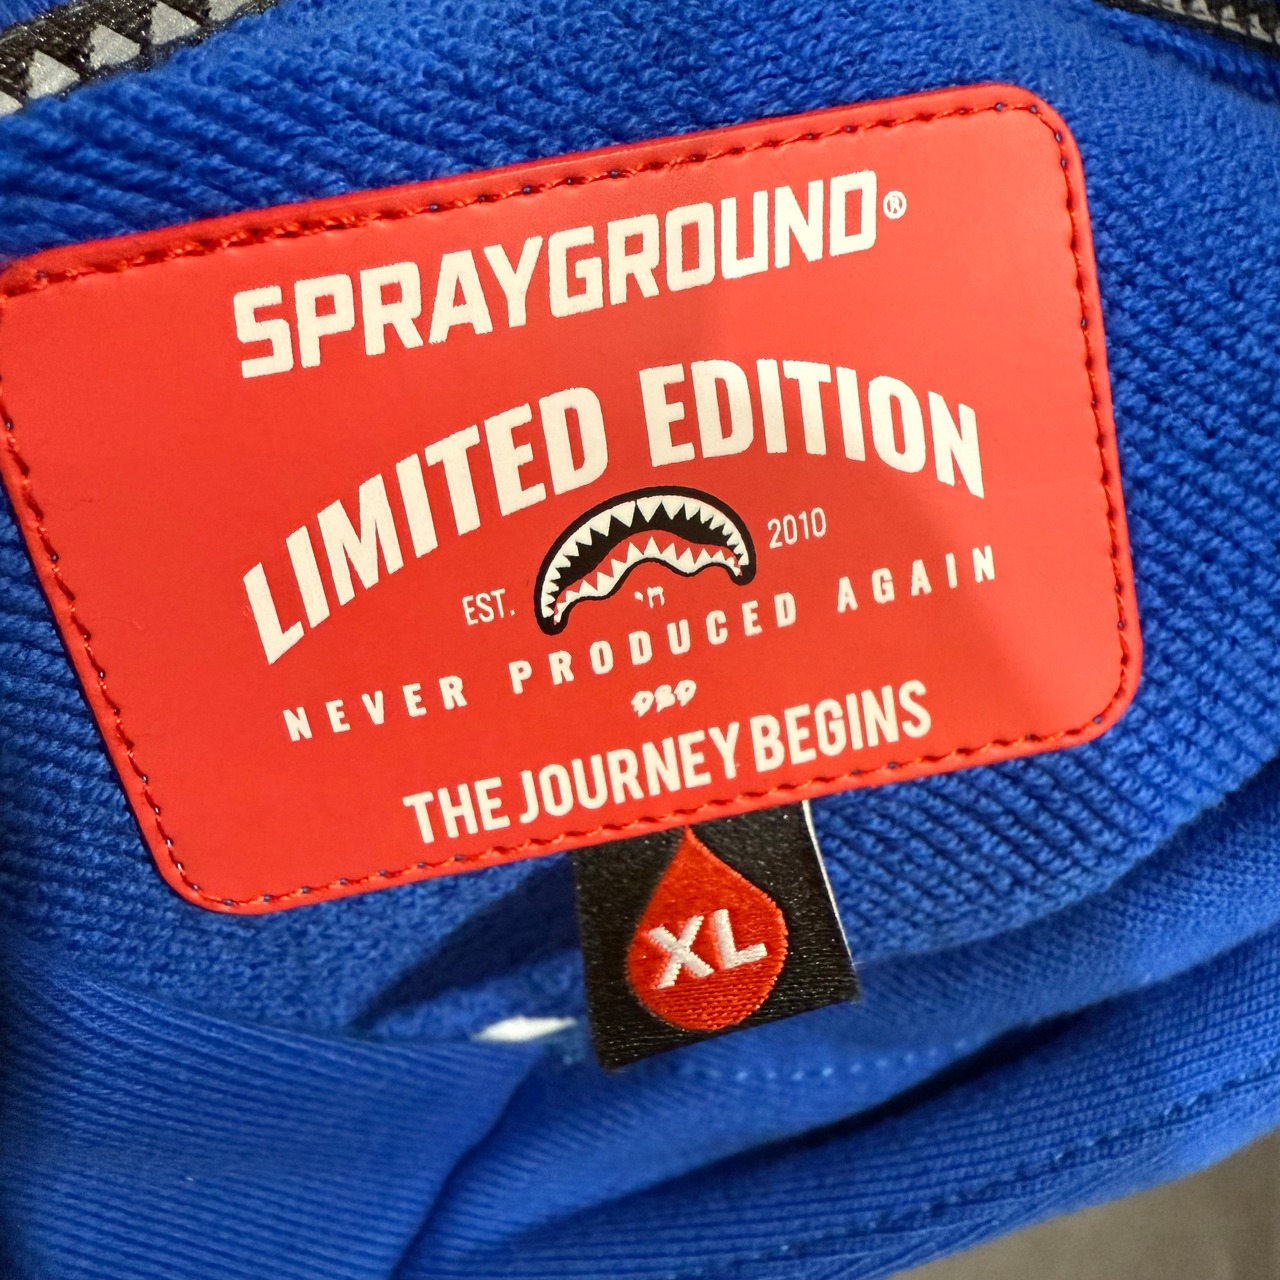 SPRAYGROUND®
LIMITED EDITION
EST. 2010
NEVER PRODUCED AGAIN
THE JOURNEY BEGINS
XL